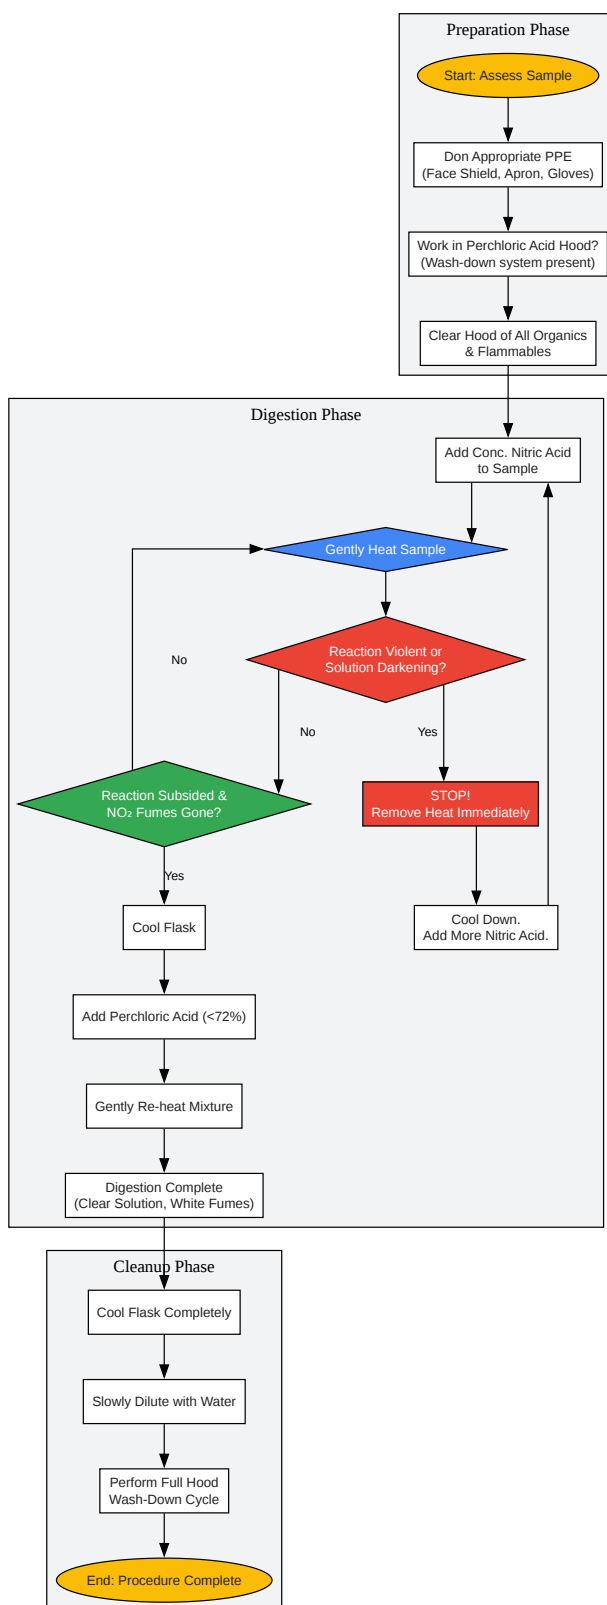 Preparation Phase
Start: Assess Sample
Don Appropriate PPE
(Face Shield, Apron, Gloves)
Work in Perchloric Acid Hood?
(Wash-down system present)
Clear Hood of All Organics
& Flammables
Digestion Phase
Add Conc. Nitric Acid
to Sample
Gently Heat Sample
Reaction Violent or
Solution Darkening?
No
No
Yes
Reaction Subsided &
NO₂ Fumes Gone?
STOP!
Remove Heat Immediately
Yes
Cool Flask
Cool Down.
Add More Nitric Acid.
Add Perchloric Acid (<72%)
Gently Re-heat Mixture
Digestion Complete
(Clear Solution, White Fumes)
Cleanup Phase
Cool Flask Completely
Slowly Dilute with Water
Perform Full Hood
Wash-Down Cycle
End: Procedure Complete